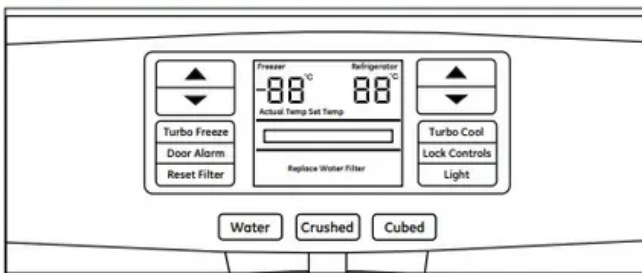 Freezer Refrigerator
-88°C 88°C
Actual Temp Set Temp
Turbo Freeze
Door Alarm
Reset Filter
Replace Water Filter
Turbo Cool
Lock Controls
Light
Water Crushed Cubed